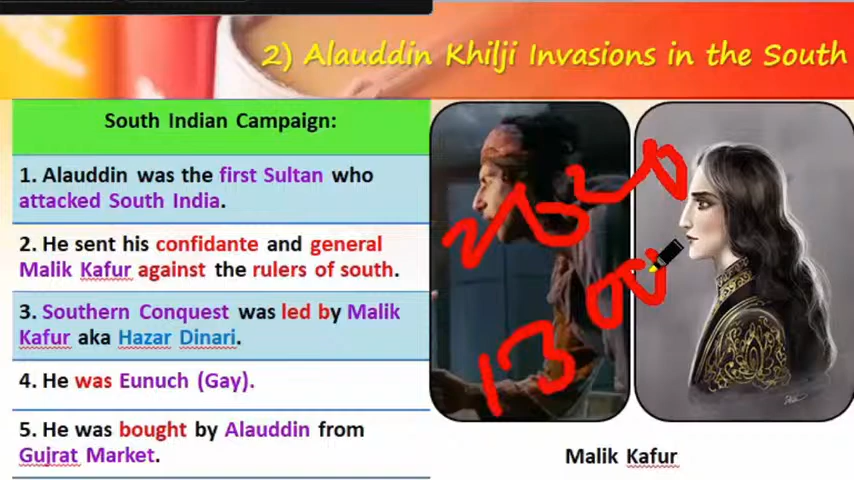 2) Alauddin Khilji Invasions in the South
South Indian Campaign:
1. Alauddin was the first Sultan who
attacked South India.
2. He sent his confidante and general
Malik Kafur against the rulers of south.
3. Southern Conquest was led by Malik
Kafur aka Hazar Dinari.
4. He was Eunuch (Gay).
5. He was bought by Alauddin from
Gujrat Market.
1300
Malik Kafur